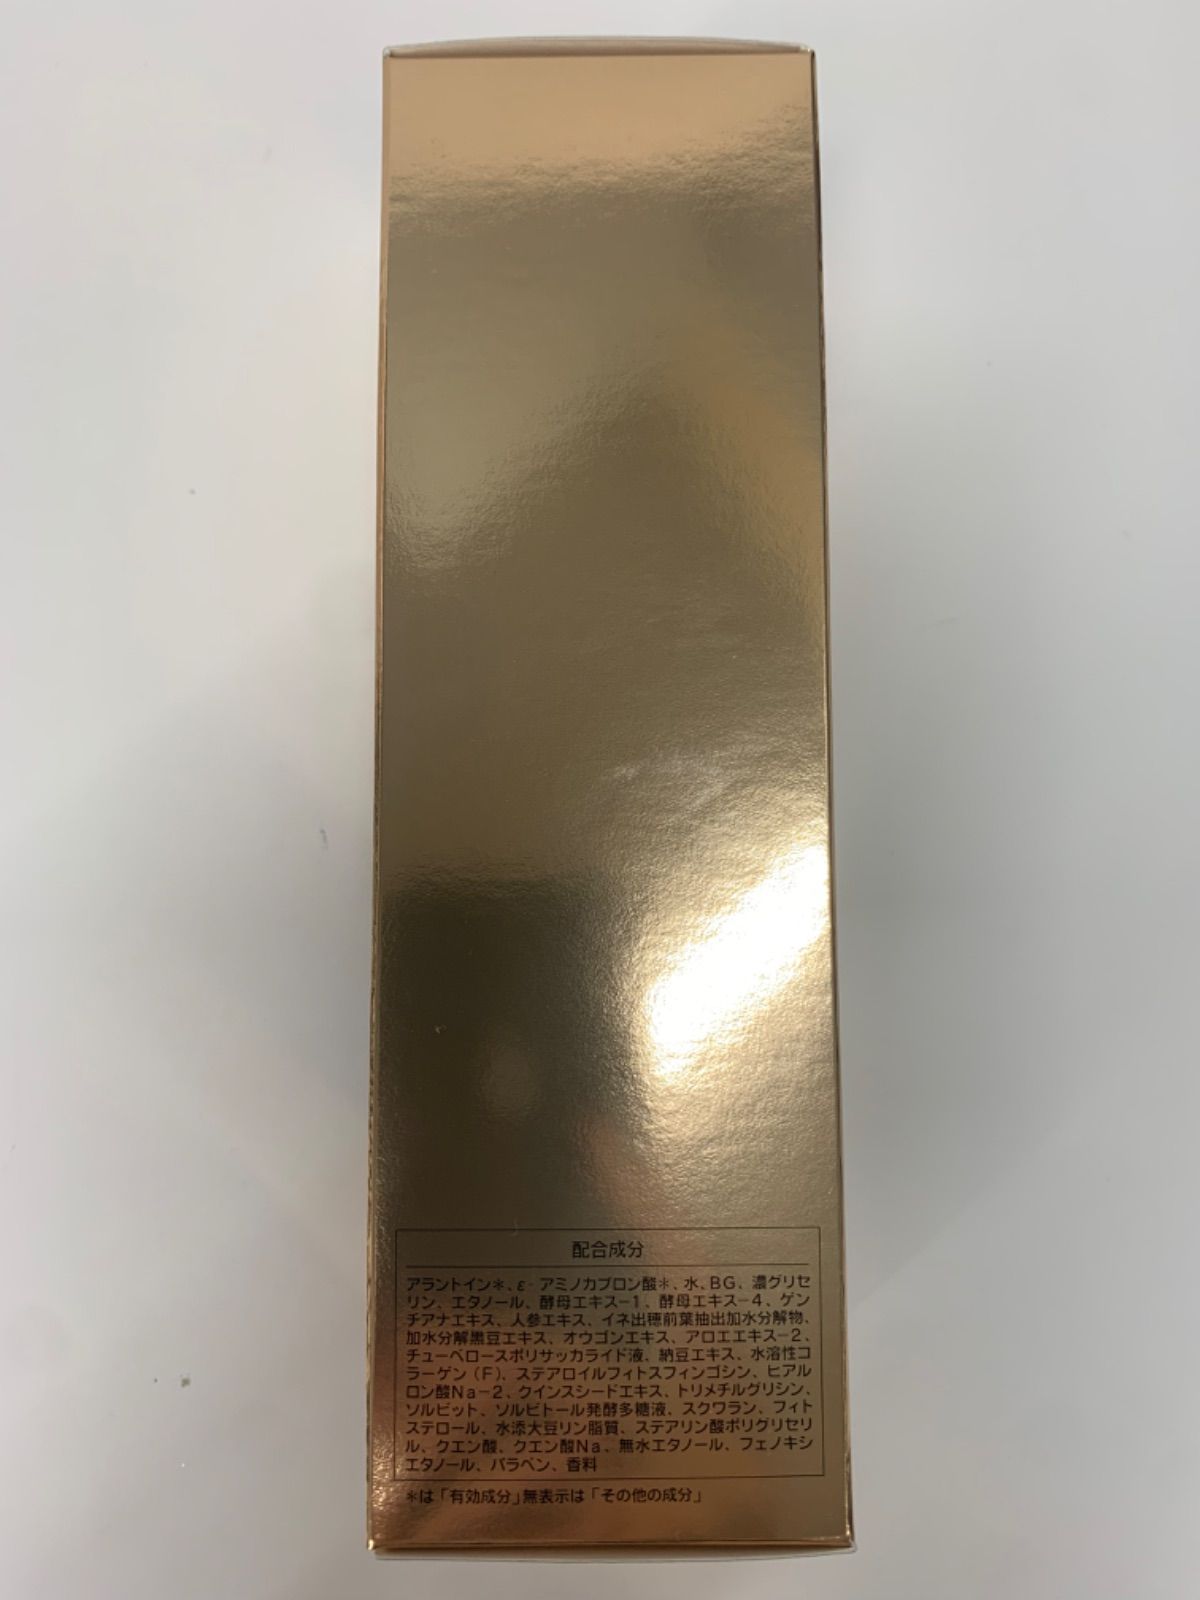 配合成分
アラントイン＊、ε‐アミノカプロン酸＊、水、BG、濃グリセ
リン、エタノール、酵母エキス−1、酵母エキス−4、ゲン
チアナエキス、人参エキス、イネ出穂前葉抽出加水分解物、
加水分解黒豆エキス、オウゴンエキス、アロエエキス−2、
チューベロースポリサッカライド液、納豆エキス、水溶性コ
ラーゲン（F）、ステアロイルフィトスフィンゴシン、ヒアル
ロン酸Na−2、クインスシードエキス、トリメチルグリシン、
ソルビット、ソルビトール発酵多糖液、スクワラン、フィト
ステロール、水添大豆リン脂質、ステアリン酸ポリグリセリ
ル、クエン酸、クエン酸Na、無水エタノール、フェノキシ
エタノール、パラベン、香料
＊は「有効成分」無表示は「その他の成分」